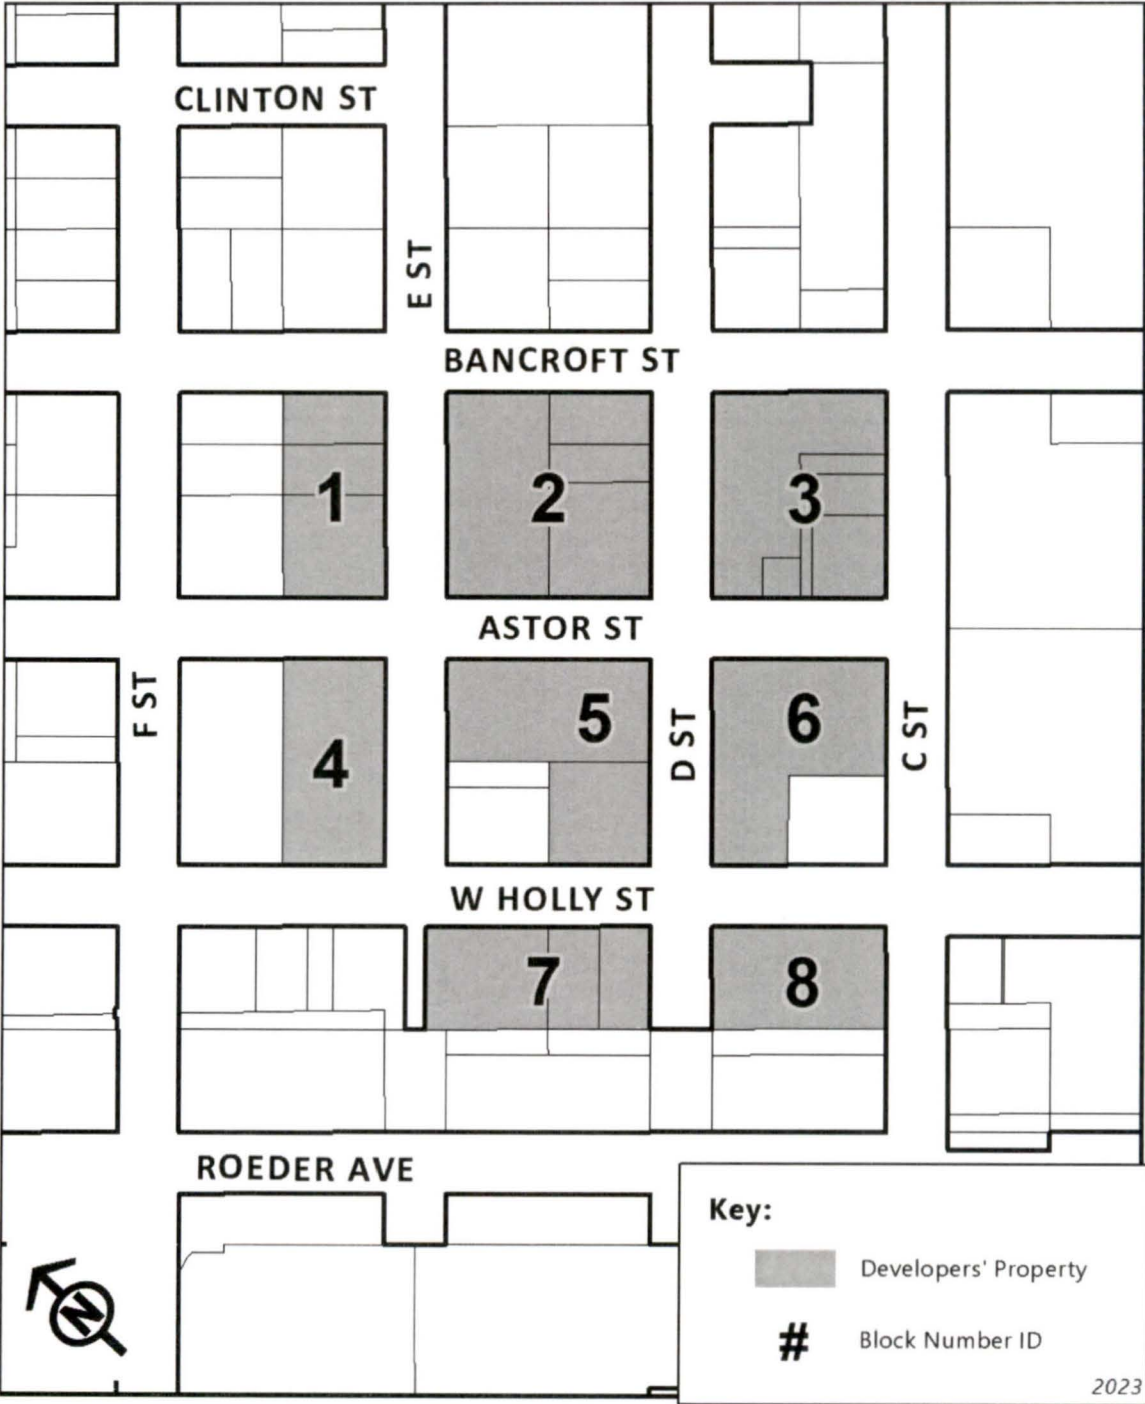 CLINTON ST
E ST
BANCROFT ST
1
2
3
ASTOR ST
F ST
4
5
D ST
6
C ST
W HOLLY ST
7
8
ROEDER AVE
N
Key:
Developers' Property
# Block Number ID
2023